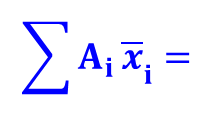 ∑ Aᵢ x̅ᵢ =